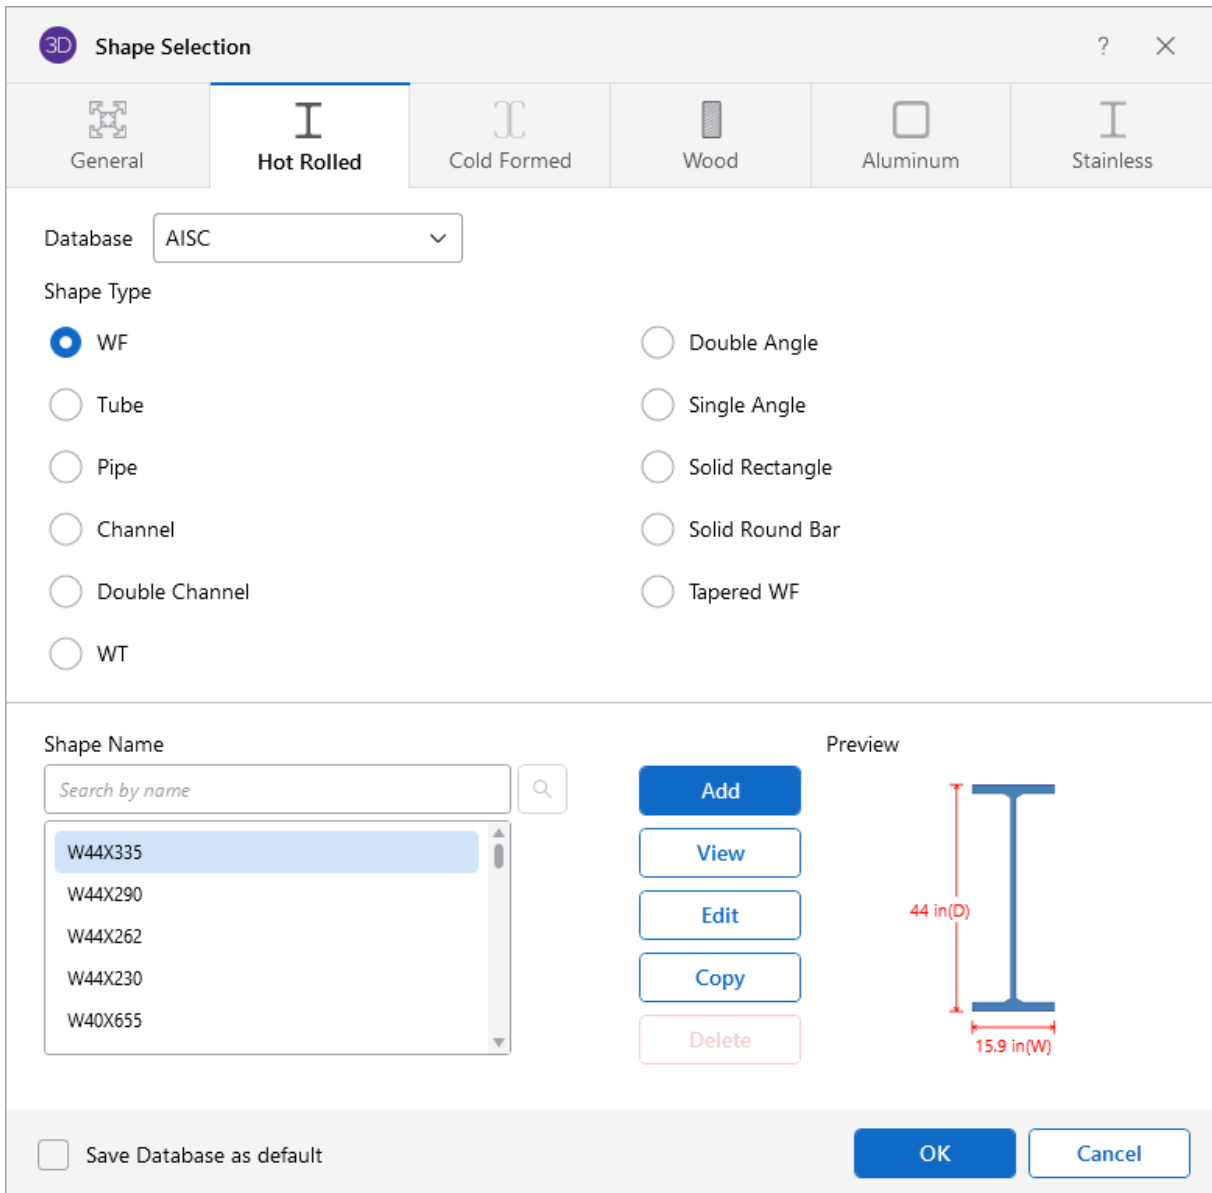 3D Shape Selection ?
General Hot Rolled Cold Formed Wood Aluminum Stainless
Database AISC
Shape Type
WF Double Angle
Tube Single Angle
Pipe Solid Rectangle
Channel Solid Round Bar
Double Channel Tapered WF
WT
Shape Name
Search by name
W44X335
W44X290
W44X262
W44X230
W40X655
Add
View
Edit
Copy
Delete
Preview
44 in(D)
15.9 in(W)
Save Database as default
OK Cancel